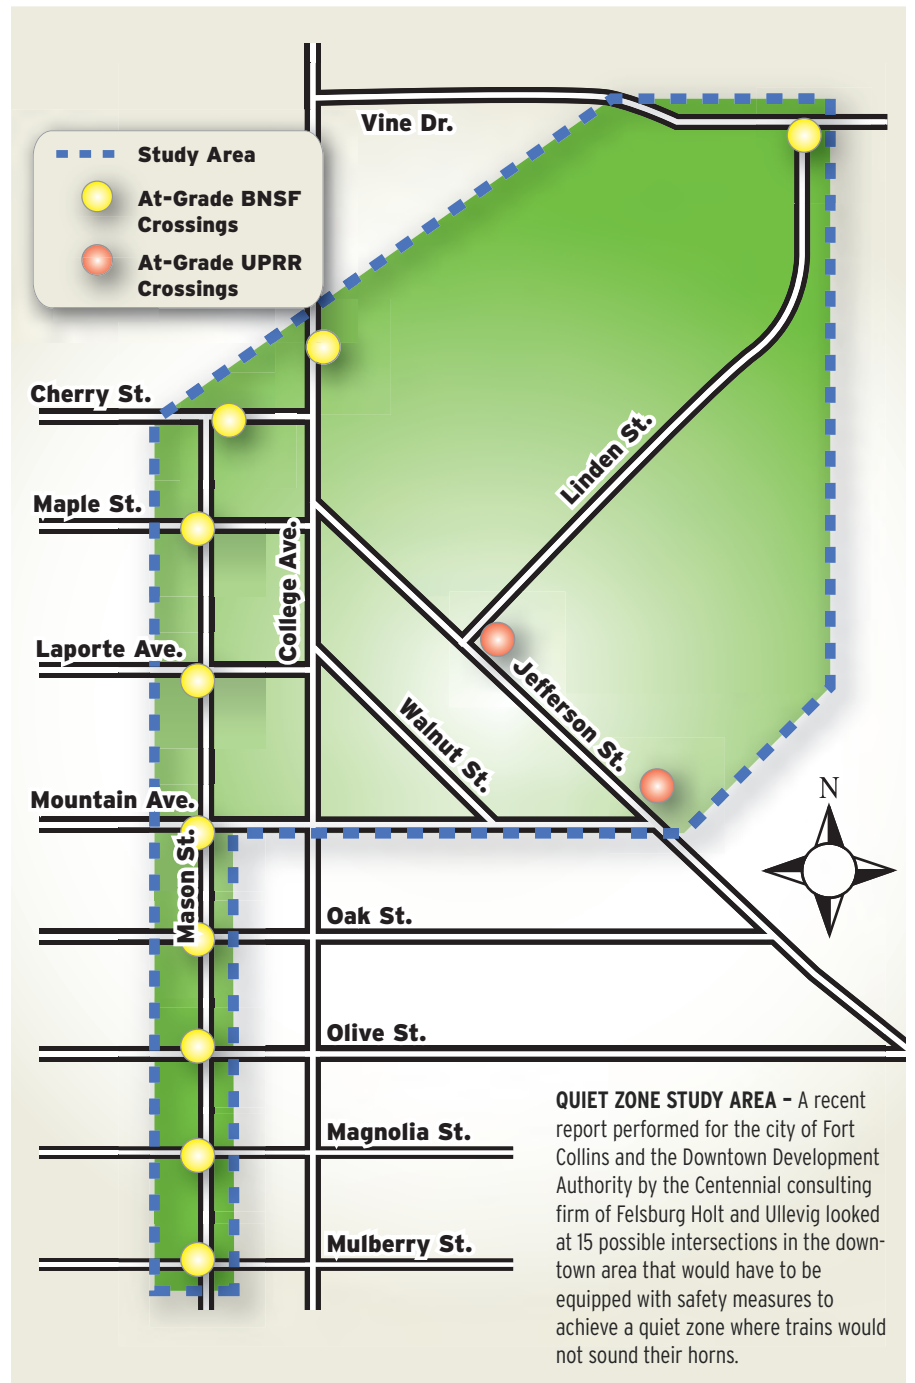 Vine Dr.
Study Area
At-Grade BNSF
Crossings
At-Grade UPRR
Crossings
Cherry St.
Linden St.
Maple St.
College Ave.
Laporte Ave.
Jefferson St.
Walnut St.
Mountain Ave.
N
Mason St.
Oak St.
Olive St.
QUIET ZONE STUDY AREA – A recent
report performed for the city of Fort
Collins and the Downtown Development
Authority by the Centennial consulting
firm of Felsburg Holt and Ullevig looked
at 15 possible intersections in the down-
town area that would have to be
equipped with safety measures to
achieve a quiet zone where trains would
not sound their horns.
Magnolia St.
Mulberry St.